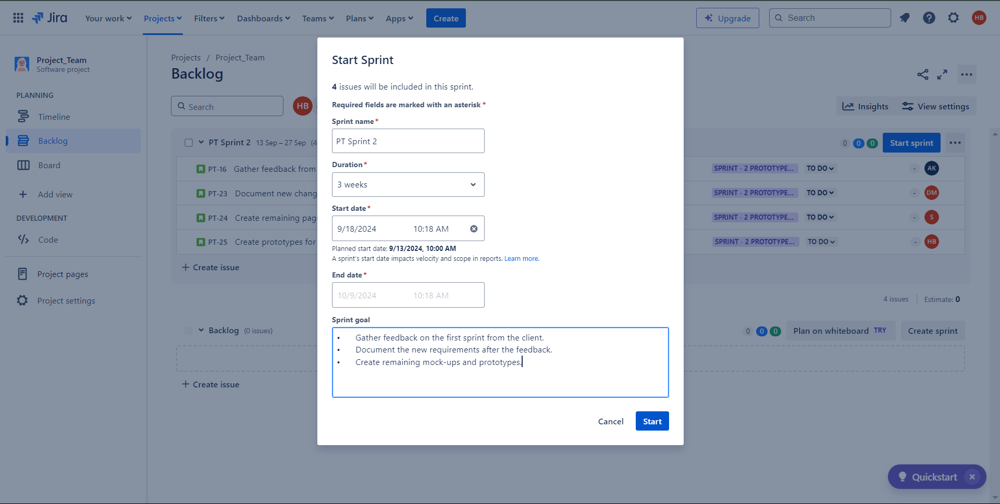 Jira
Your work
Projects
Filters
Dashboards
Teams
Plans
Apps
Create
Upgrade
Search
HB
Project_Team
Software project
PLANNING
Timeline
Backlog
Board
Add view
DEVELOPMENT
Code
Project pages
Project settings
Projects / Project_Team
Backlog
Search
HB
Insights
View settings
PT Sprint 2 13 Sep – 27 Sep (4
0 0 0
Start sprint
PT-16 Gather feedback from
SPRINT - 2 PROTOTYPE... TO DO - AK
PT-23 Document new chang
SPRINT - 2 PROTOTYPE... TO DO - DM
PT-24 Create remaining pag
SPRINT - 2 PROTOTYPE... TO DO - S
PT-25 Create prototypes for
SPRINT - 2 PROTOTYPE... TO DO - HB
+ Create issue
4 issues Estimate: 0
Backlog (0 issues)
0 0 0
Plan on whiteboard TRY
Create sprint
+ Create issue
Start Sprint
4 issues will be included in this sprint.
Required fields are marked with an asterisk *
Sprint name*
PT Sprint 2
Duration*
3 weeks
Start date*
9/18/2024 10:18 AM
Planned start date: 9/13/2024, 10:00 AM
A sprint's start date impacts velocity and scope in reports. Learn more.
End date*
10/9/2024 10:18 AM
Sprint goal
• Gather feedback on the first sprint from the client.
• Document the new requirements after the feedback.
• Create remaining mock-ups and prototypes.
Cancel
Start
Quickstart